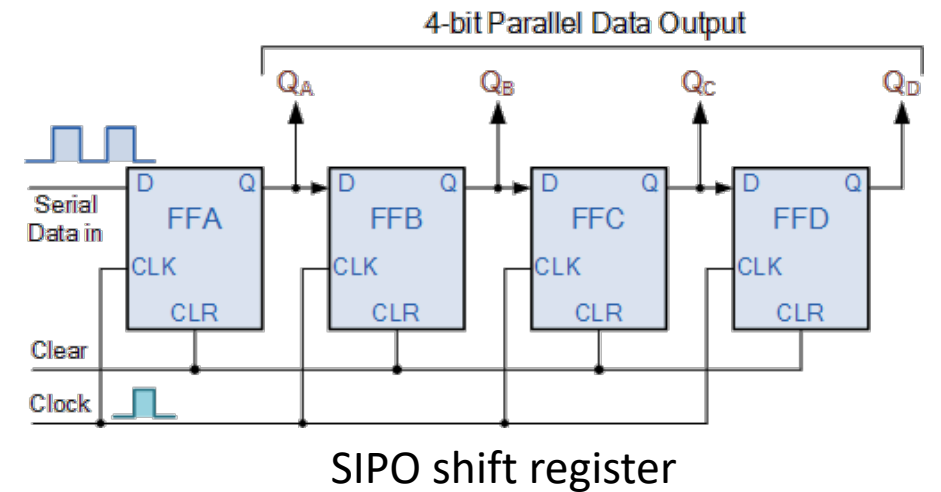 4-bit Parallel Data Output
QA QB QC QD
D Q D Q D Q D Q
Serial
Data in
FFA FFB FFC FFD
CLK CLK CLK CLK
CLR CLR CLR CLR
Clear
Clock
SIPO shift register